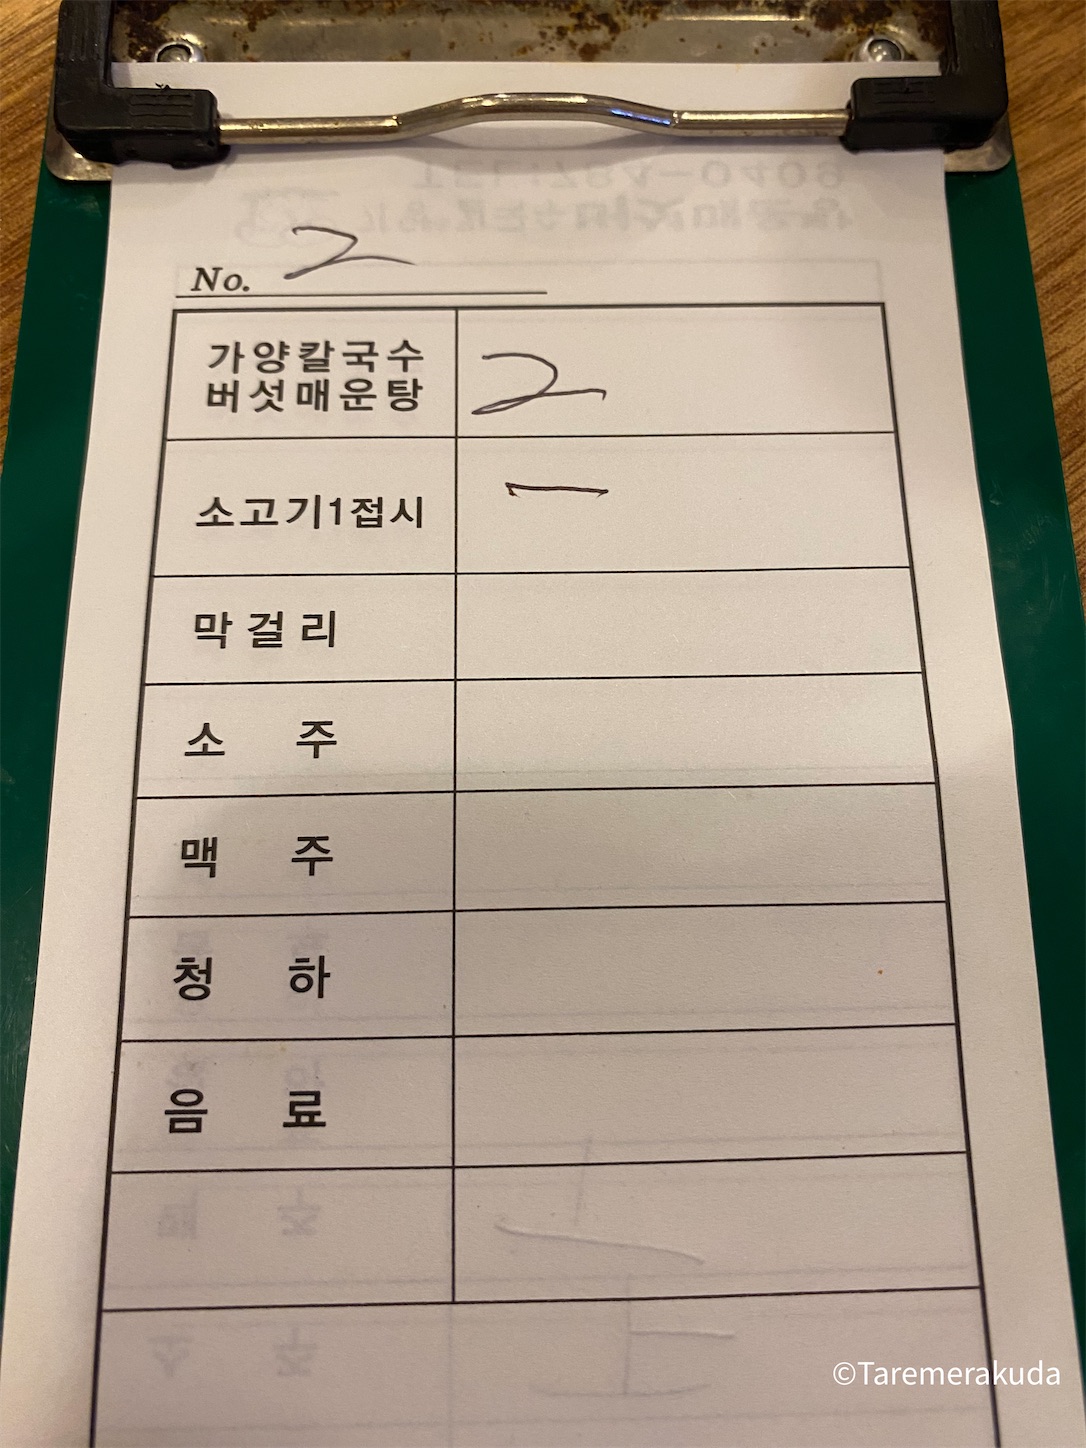 No. 2
가양칼국수
버섯매운탕 2
소고기1접시 一
막걸리
소 주
맥 주
청 하
음 료
©Taremerakuda